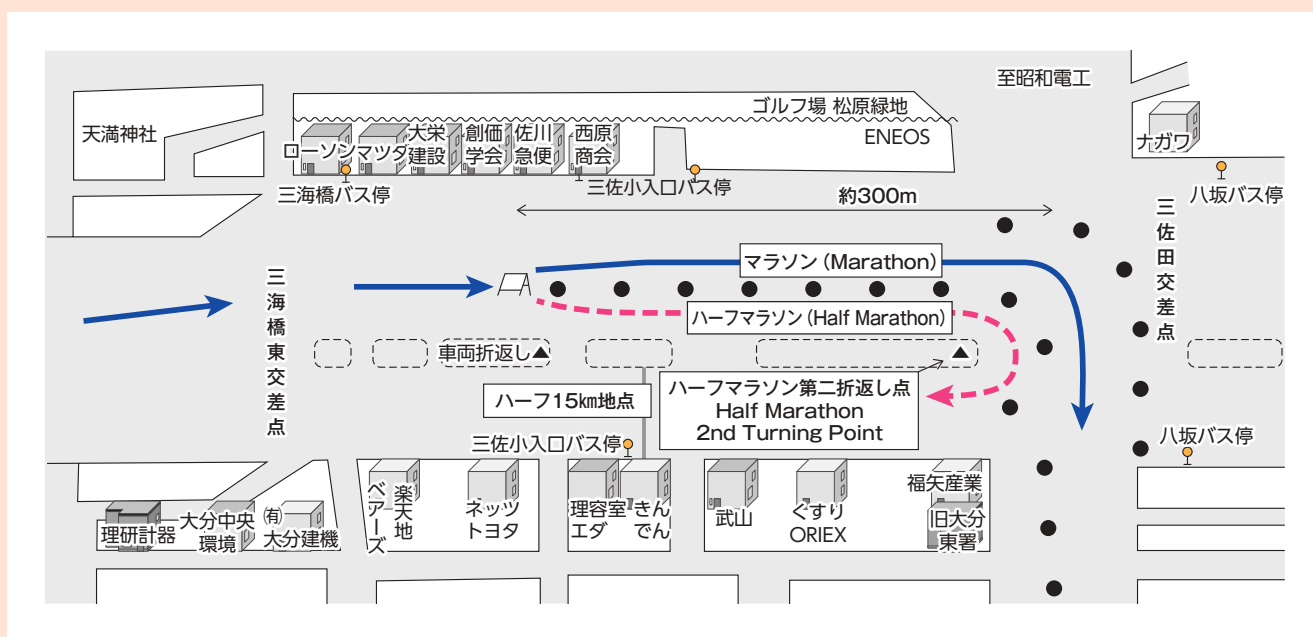 至昭和電工
天満神社
ゴルフ場 松原緑地
ENEOS
ローソン
マツダ
大栄
建設
創価
学会
佐川
急便
西原
商会
ナガワ
三海橋バス停
三佐小入口バス停
八坂バス停
約300m
三佐田交差点
マラソン (Marathon)
三海橋東交差点
ハーフマラソン (Half Marathon)
車両折返し▲
ハーフ15km地点
ハーフマラソン第二折返し点
Half Marathon
2nd Turning Point
三佐小入口バス停
八坂バス停
理研計器
大分中央
環境
㈲
大分建機
ベアーズ
楽天地
ネッツ
トヨタ
理容室
エダ
きん
でん
武山
くすり
ORIEX
福矢産業
旧大分
東署